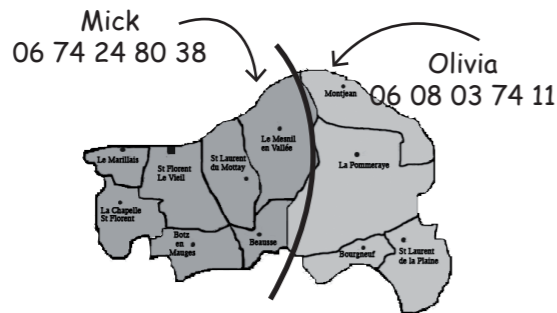 Mick
06 74 24 80 38
Olivia
06 08 03 74 11
Montjean
Le Mesnil
en Vallée
Le Marillais
St Florent
Le Vieil
St Laurent
du Mottay
La Pommeraye
La Chapelle
St Florent
Botz
en
Mauges
Beausse
Bourgneuf
St Laurent
de la Plaine